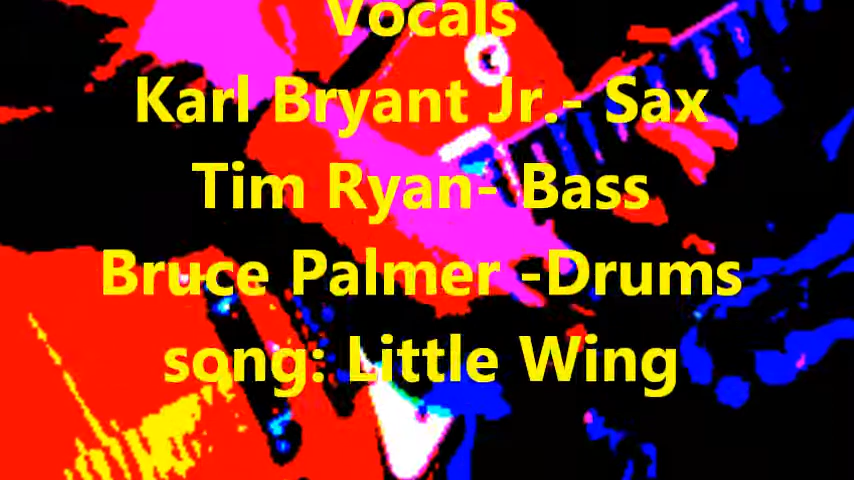 Vocals
Karl Bryant Jr.- Sax
Tim Ryan- Bass
Bruce Palmer -Drums
song: Little Wing